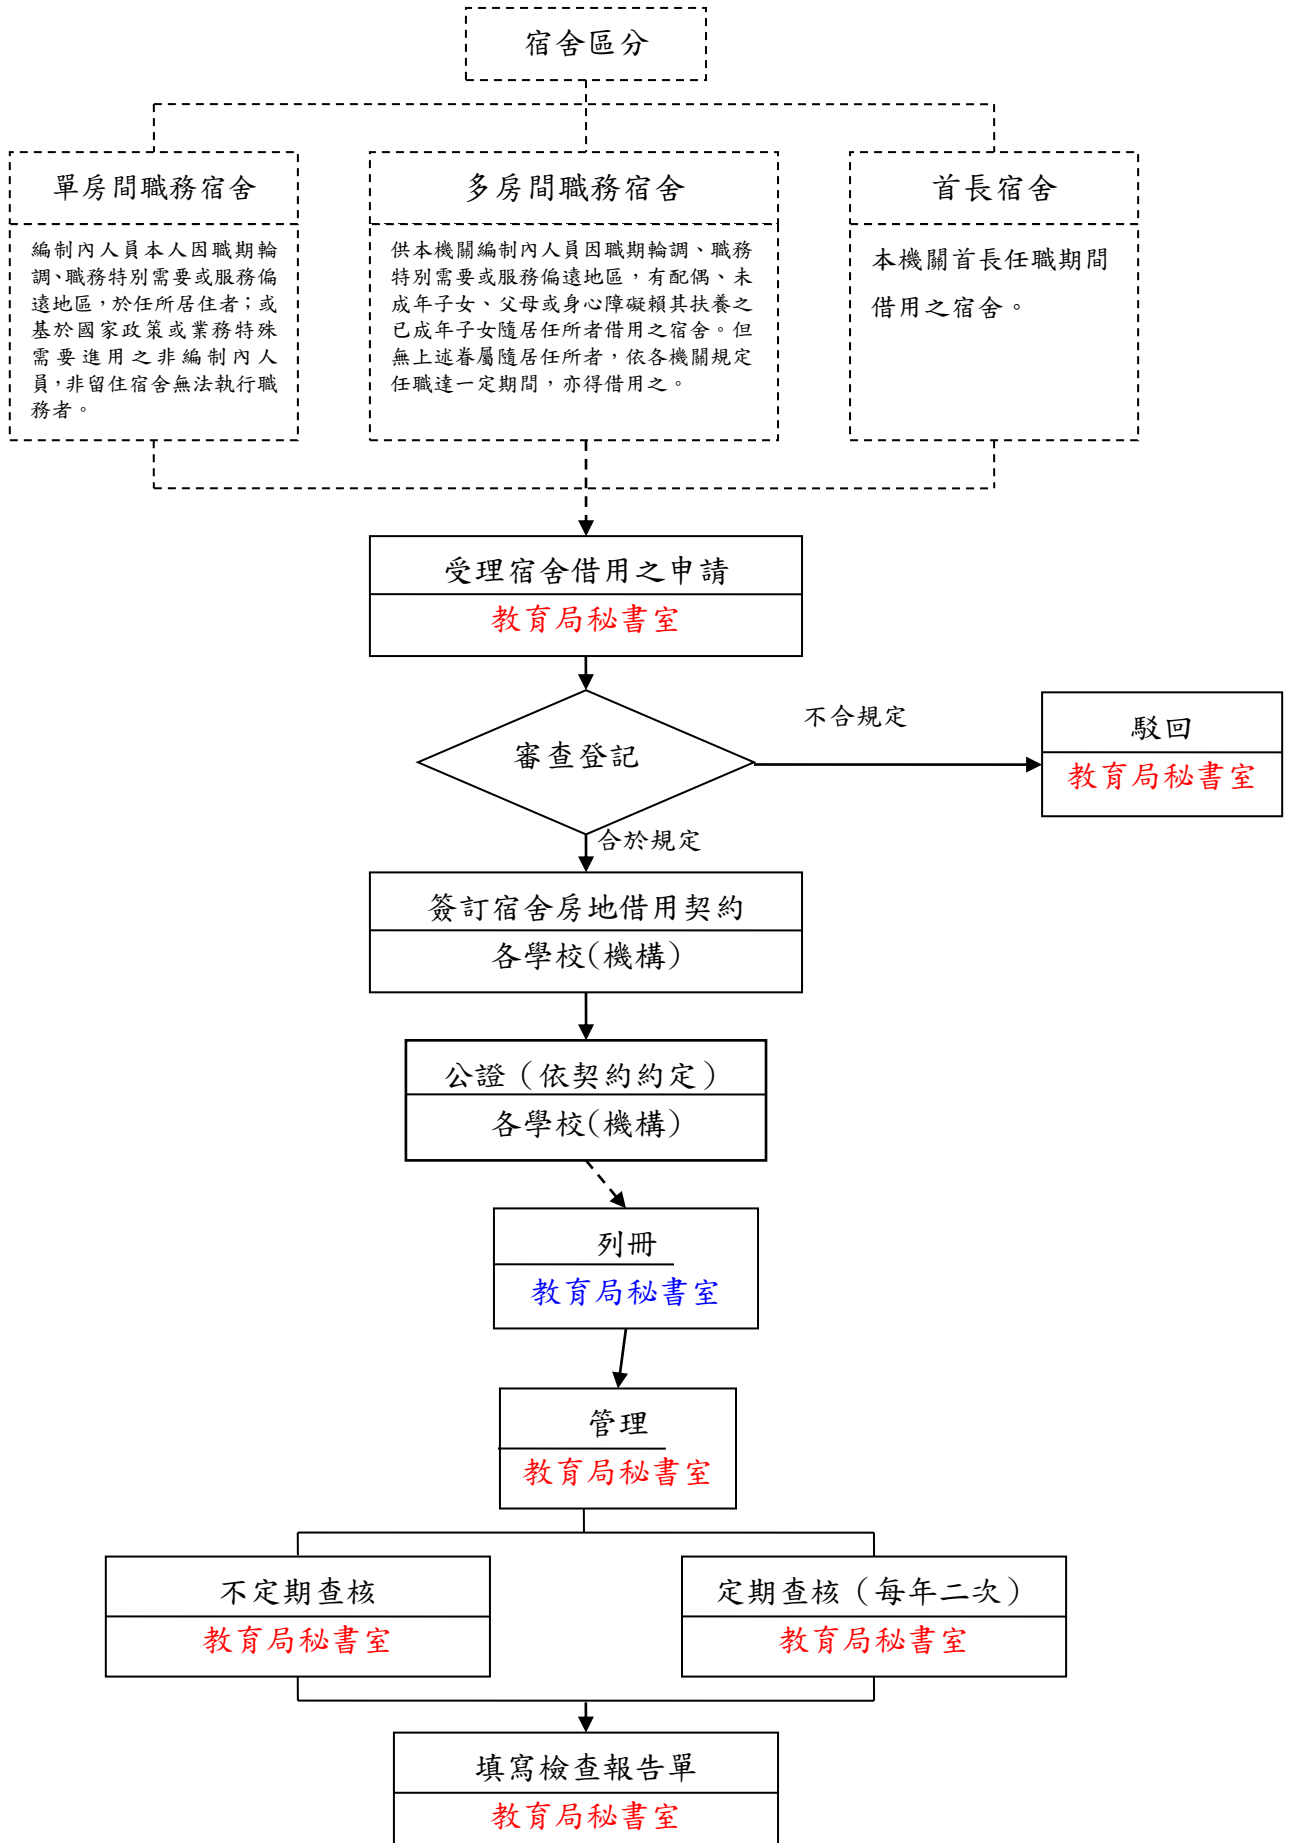 宿舍區分
單房間職務宿舍
編制內人員本人因職期輪
調、職務特別需要或服務偏
遠地區，於任所居住者；或
基於國家政策或業務特殊
需要進用之非編制內人
員，非留住宿舍無法執行職
務者。
多房間職務宿舍
供本機關編制內人員因職期輪調、職務
特別需要或服務偏遠地區，有配偶、未
成年子女、父母或身心障礙賴其扶養之
已成年子女隨居任所者借用之宿舍。但
無上述眷屬隨居任所者，依各機關規定
任職達一定期間，亦得借用之。
首長宿舍
本機關首長任職期間
借用之宿舍。
受理宿舍借用之申請
教育局秘書室
審查登記
不合規定
駁回
教育局秘書室
合於規定
簽訂宿舍房地借用契約
各學校(機構)
公證（依契約約定）
各學校(機構)
列冊
教育局秘書室
管理
教育局秘書室
不定期查核
教育局秘書室
定期查核（每年二次）
教育局秘書室
填寫檢查報告單
教育局秘書室